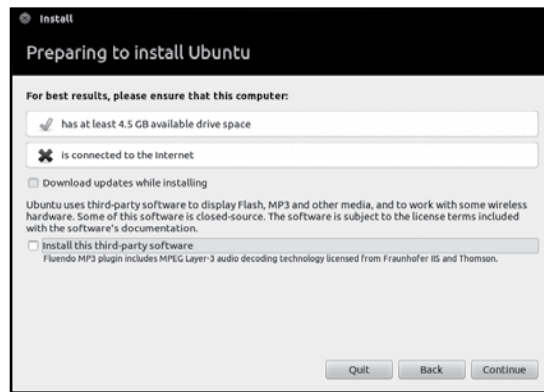 Install
Preparing to install Ubuntu
For best results, please ensure that this computer:
has at least 4.5 GB available drive space
is connected to the Internet
Download updates while installing
Ubuntu uses third-party software to display Flash, MP3 and other media, and to work with some wireless
hardware. Some of this software is closed-source. The software is subject to the license terms included
with the software's documentation.
Install this third-party software
Fluendo MP3 plugin includes MPEG Layer-3 audio decoding technology licensed from Fraunhofer IIS and Thomson.
Quit
Back
Continue